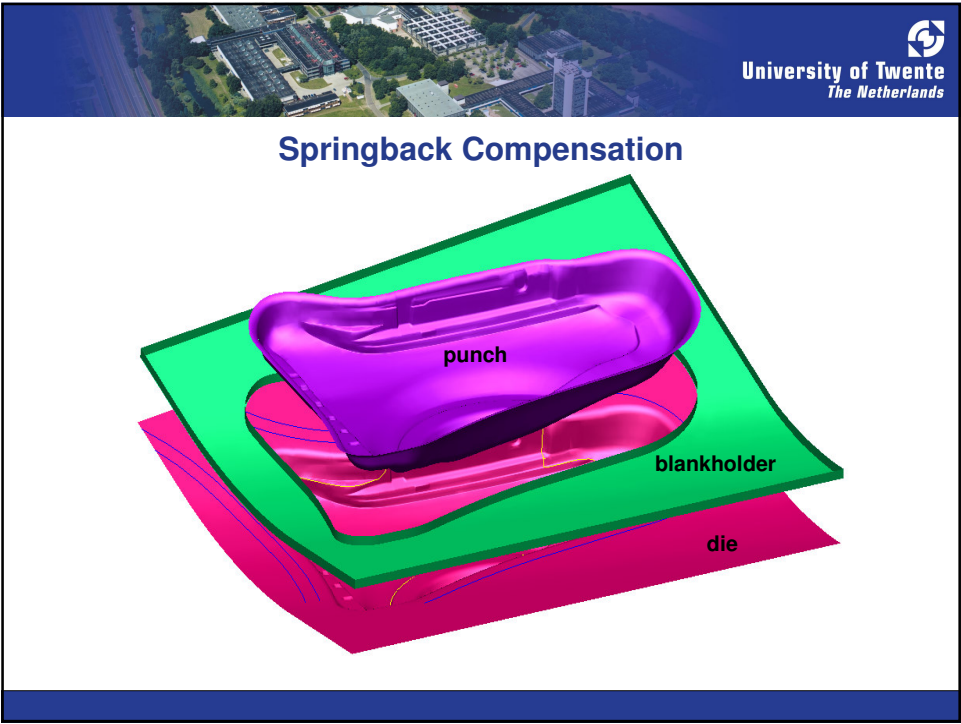 University of Twente
The Netherlands
Springback Compensation
punch
blankholder
die